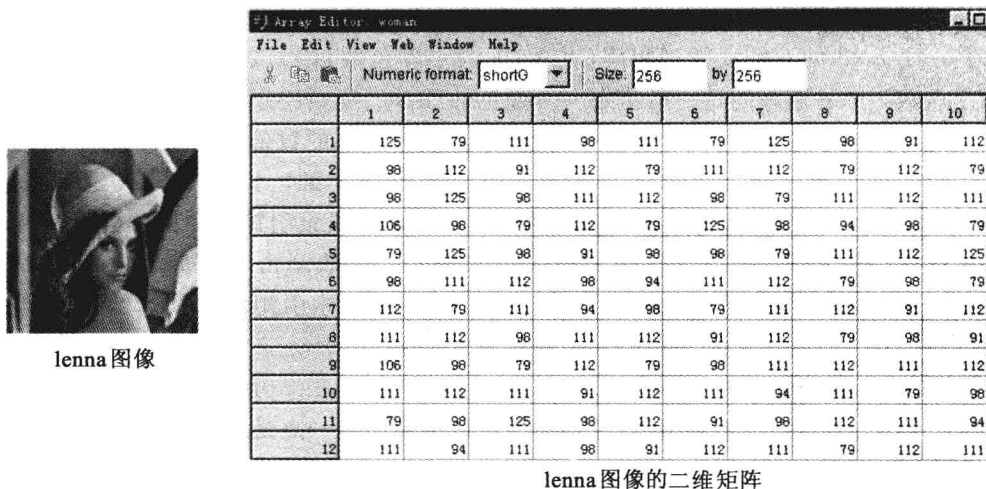 Array Editor: woman
File Edit View Web Window Help
Numeric format: shortG Size: 256 by 256
1 2 3 4 5 6 7 8 9 10
1 125 79 111 98 111 79 125 98 91 112
2 98 112 91 112 79 111 112 79 112 79
3 98 125 98 111 112 98 79 111 112 111
4 106 98 79 112 79 125 98 94 98 79
5 79 125 98 91 98 98 79 111 112 125
6 98 111 112 98 94 111 112 79 98 79
7 112 79 111 94 98 79 111 112 91 112
8 111 112 98 111 112 91 112 79 98 91
9 106 98 79 112 79 98 111 112 111 112
10 111 112 111 91 112 111 94 111 79 98
11 79 98 125 98 112 91 98 112 111 94
12 111 94 111 98 91 112 111 79 112 111
lenna图像
lenna图像的二维矩阵